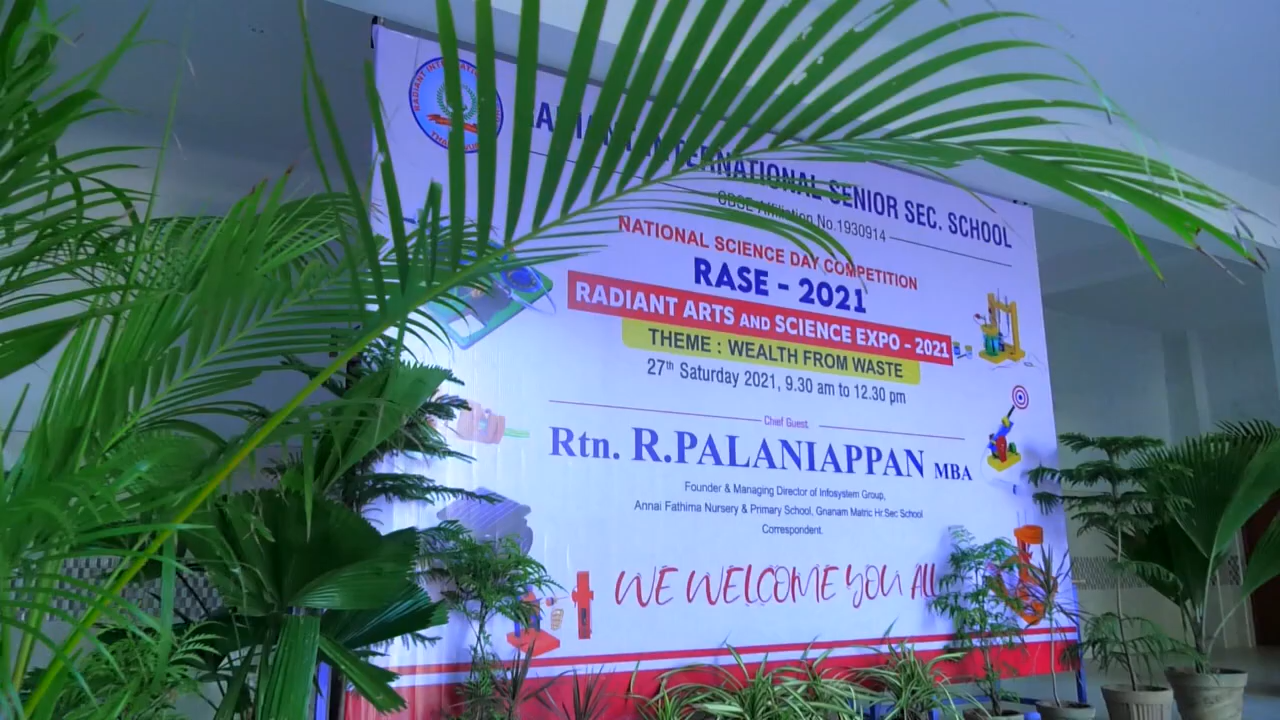 RADIANT INTERNATIONAL SENIOR SEC. SCHOOL
CBSE Affiliation No.1930914
NATIONAL SCIENCE DAY COMPETITION
RASE - 2021
RADIANT ARTS AND SCIENCE EXPO - 2021
THEME : WEALTH FROM WASTE
27th Saturday 2021, 9.30 am to 12.30 pm
Chief Guest
Rtn. R.PALANIAPPAN MBA
Founder & Managing Director of Infosystem Group,
Annai Fathima Nursery & Primary School, Gnanam Matric Hr.Sec School
Correspondent.
WE WELCOME YOU ALL